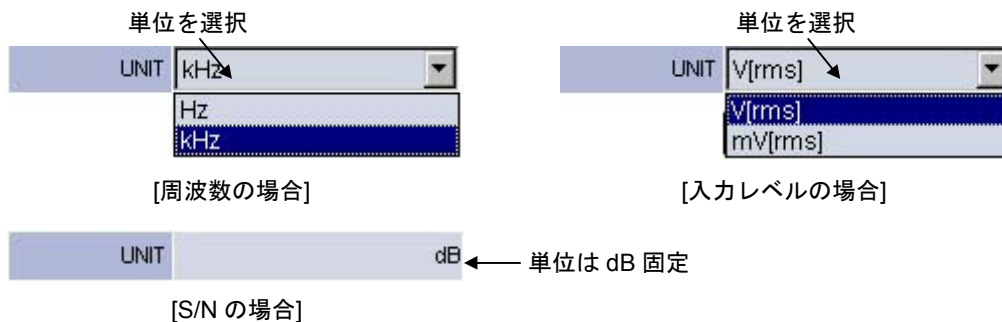 単位を選択
UNIT kHz
Hz
kHz
[周波数の場合]
単位を選択
UNIT V[rms]
V[rms]
mV[rms]
[入力レベルの場合]
UNIT dB
単位は dB 固定
[S/N の場合]